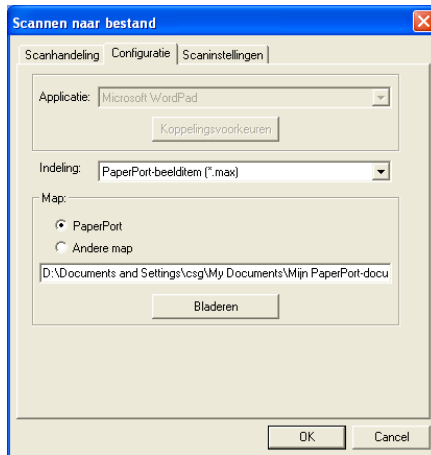 Scannen naar bestand
Scanhandeling Configuratie Scaninstellingen
Applicatie: Microsoft WordPad
Koppelingsvoorkeuren
Indeling: PaperPort-beelditem (*.max)
Map:
PaperPort
Andere map
D:\Documents and Settings\csg\My Documents\Mijn PaperPort-docu
Bladeren
OK Cancel